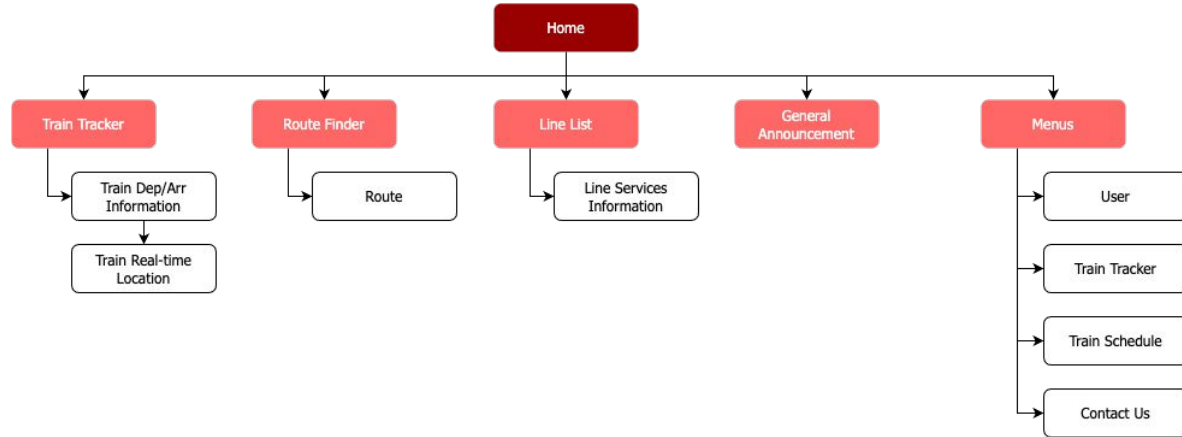 Home
Train Tracker
Route Finder
Line List
General
Announcement
Menus
Train Dep/Arr
Information
Train Real-time
Location
Route
Line Services
Information
User
Train Tracker
Train Schedule
Contact Us